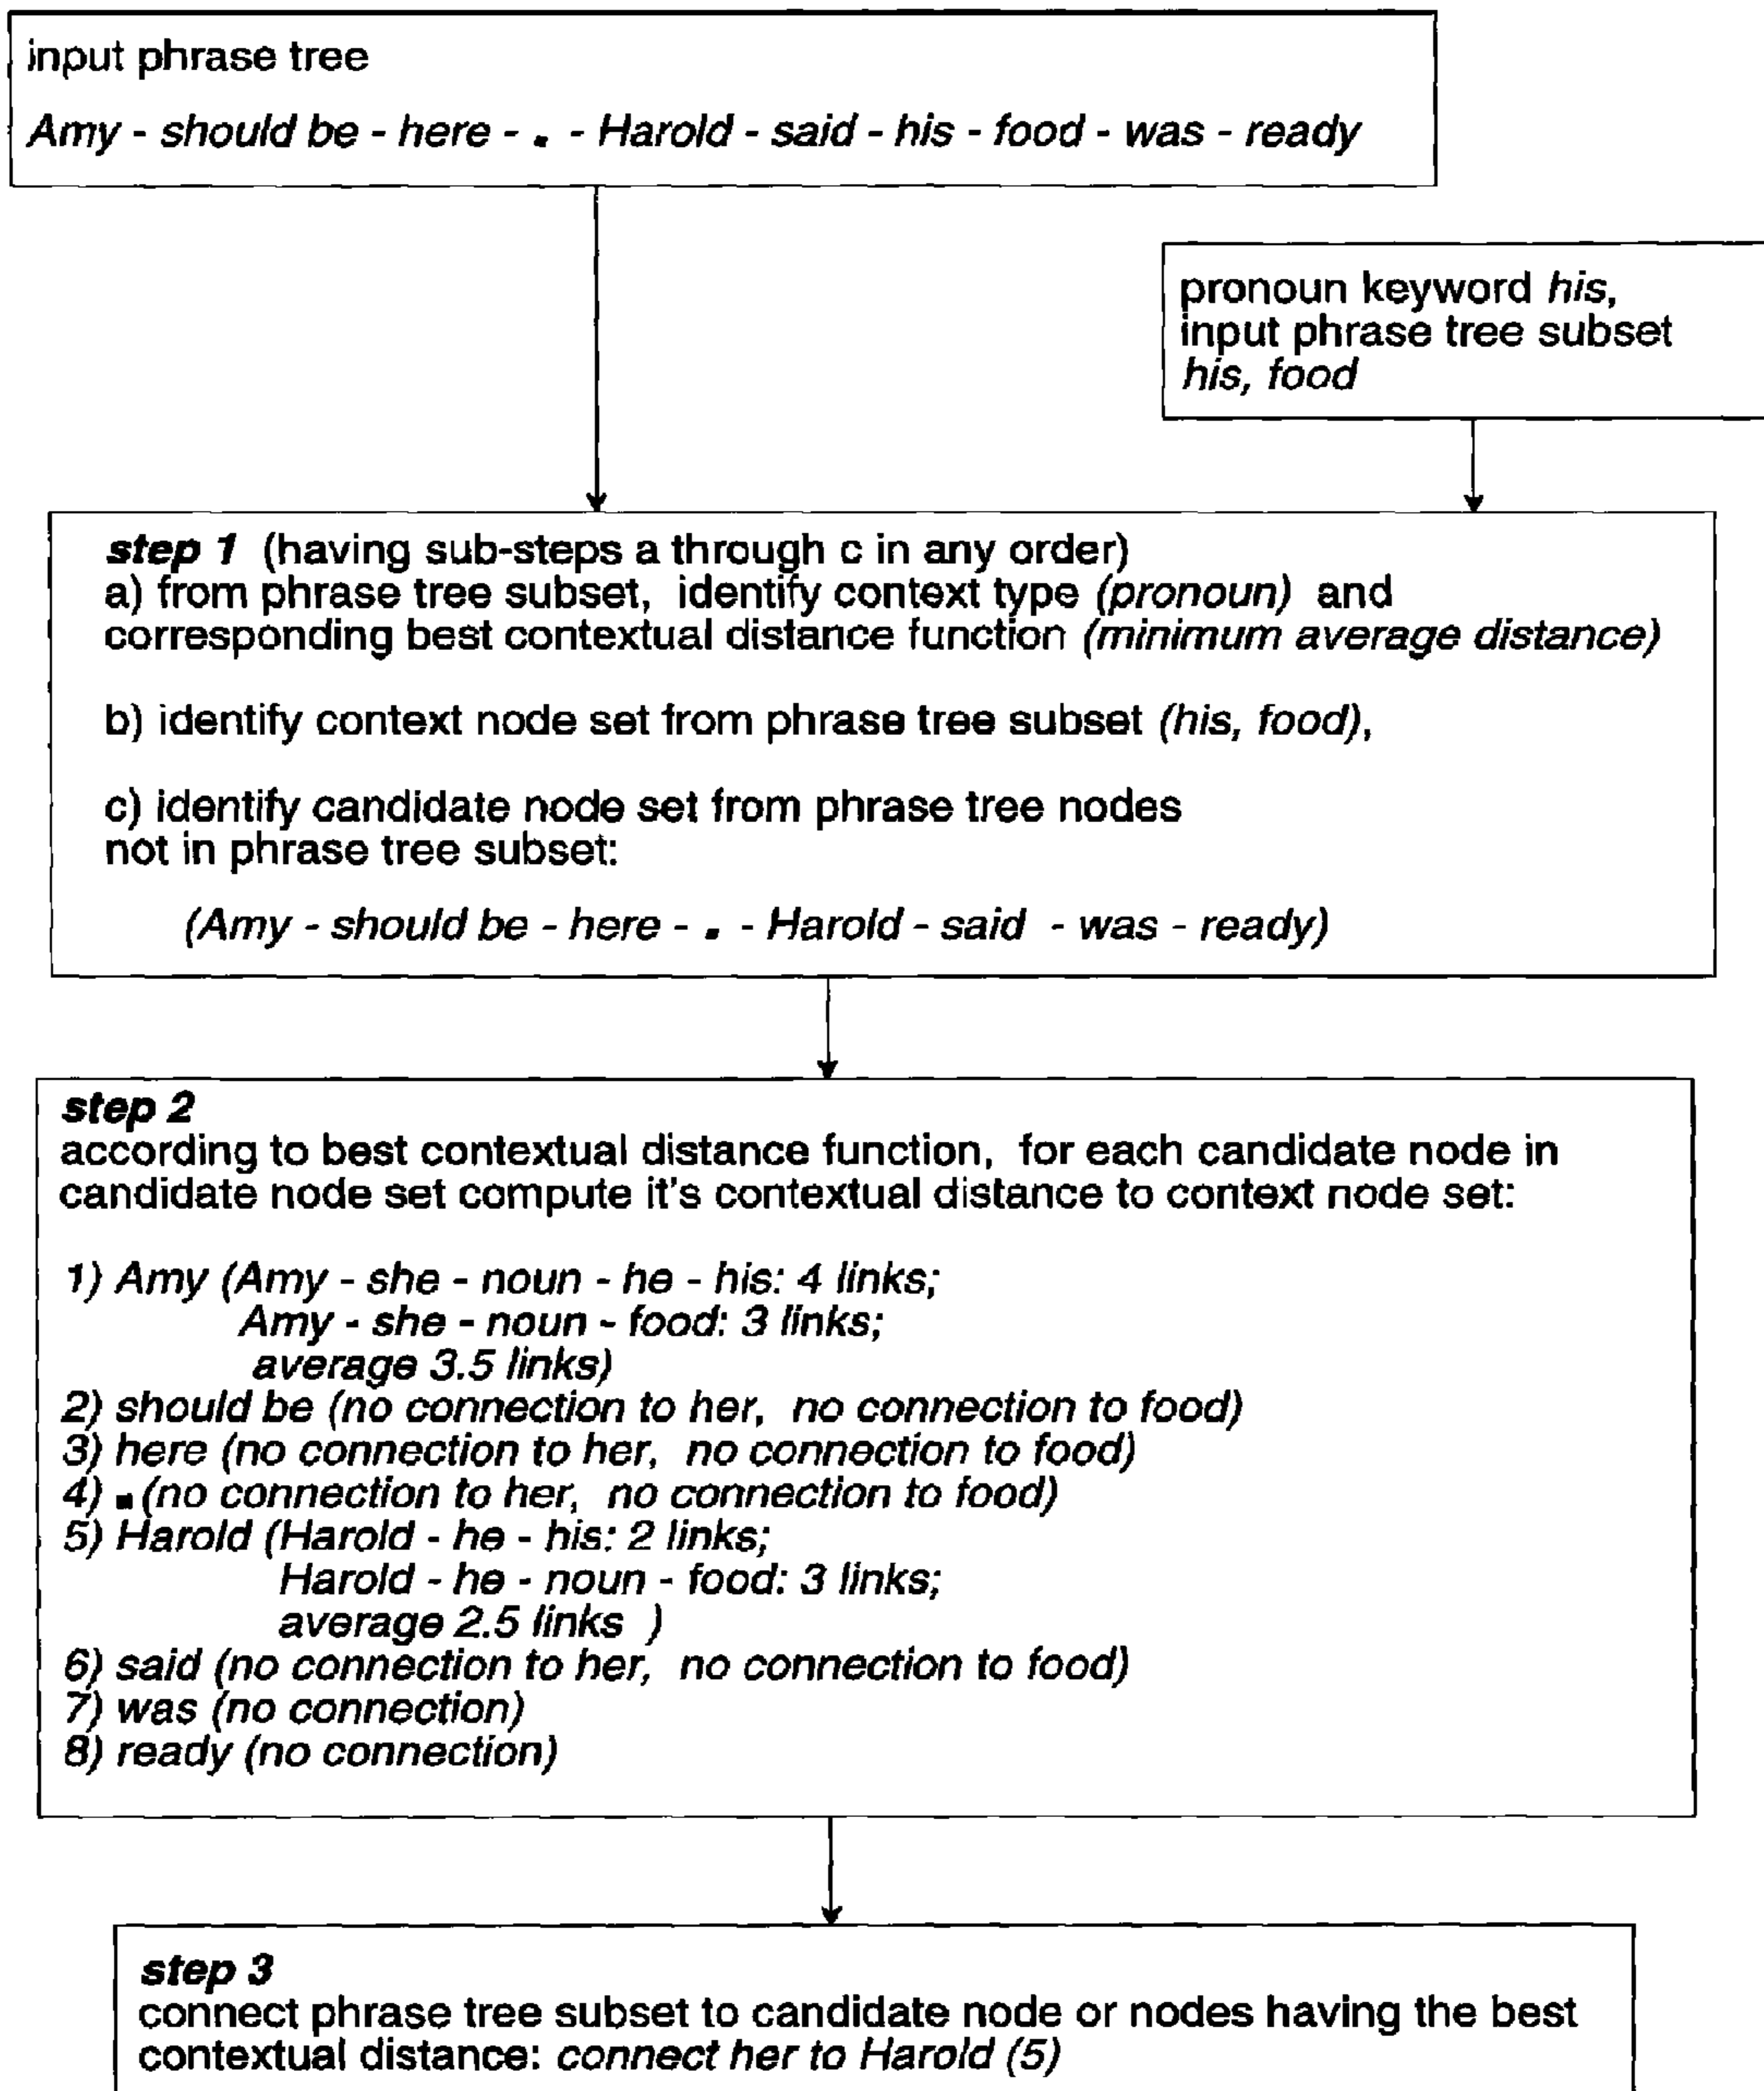 input phrase tree
Amy - should be - here - . - Harold - said - his - food - was - ready
pronoun keyword his,
input phrase tree subset
his, food
step 1 (having sub-steps a through c in any order)
a) from phrase tree subset, identify context type (pronoun) and
corresponding best contextual distance function (minimum average distance)
b) identify context node set from phrase tree subset (his, food),
c) identify candidate node set from phrase tree nodes
not in phrase tree subset:
(Amy - should be - here - . - Harold - said - was - ready)
step 2
according to best contextual distance function, for each candidate node in
candidate node set compute it's contextual distance to context node set:
1) Amy (Amy - she - noun - he - his: 4 links;
Amy - she - noun - food: 3 links;
average 3.5 links)
2) should be (no connection to her, no connection to food)
3) here (no connection to her, no connection to food)
4) . (no connection to her, no connection to food)
5) Harold (Harold - he - his: 2 links;
Harold - he - noun - food: 3 links;
average 2.5 links )
6) said (no connection to her, no connection to food)
7) was (no connection)
8) ready (no connection)
step 3
connect phrase tree subset to candidate node or nodes having the best
contextual distance: connect her to Harold (5)